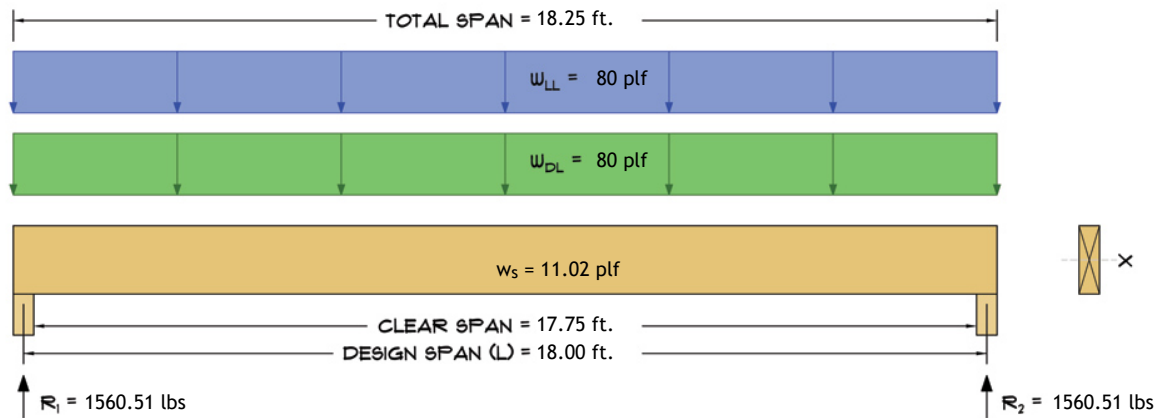 TOTAL SPAN = 18.25 ft.
WLL = 80 plf
WDL = 80 plf
ws = 11.02 plf
X
CLEAR SPAN = 17.75 ft.
DESIGN SPAN (L) = 18.00 ft.
R1 = 1560.51 lbs
R2 = 1560.51 lbs